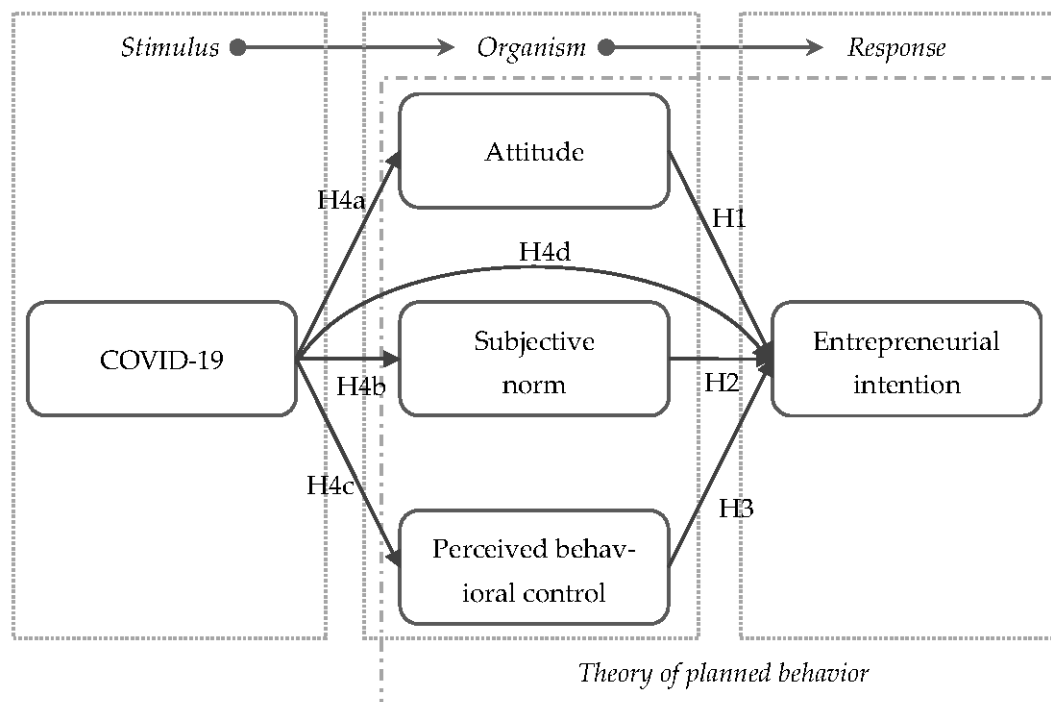 Stimulus
Organism
Response
Attitude
H4a
H1
H4d
COVID-19
Subjective
norm
Entrepreneurial
intention
H4b
H2
H4c
H3
Perceived behav-
ioral control
Theory of planned behavior